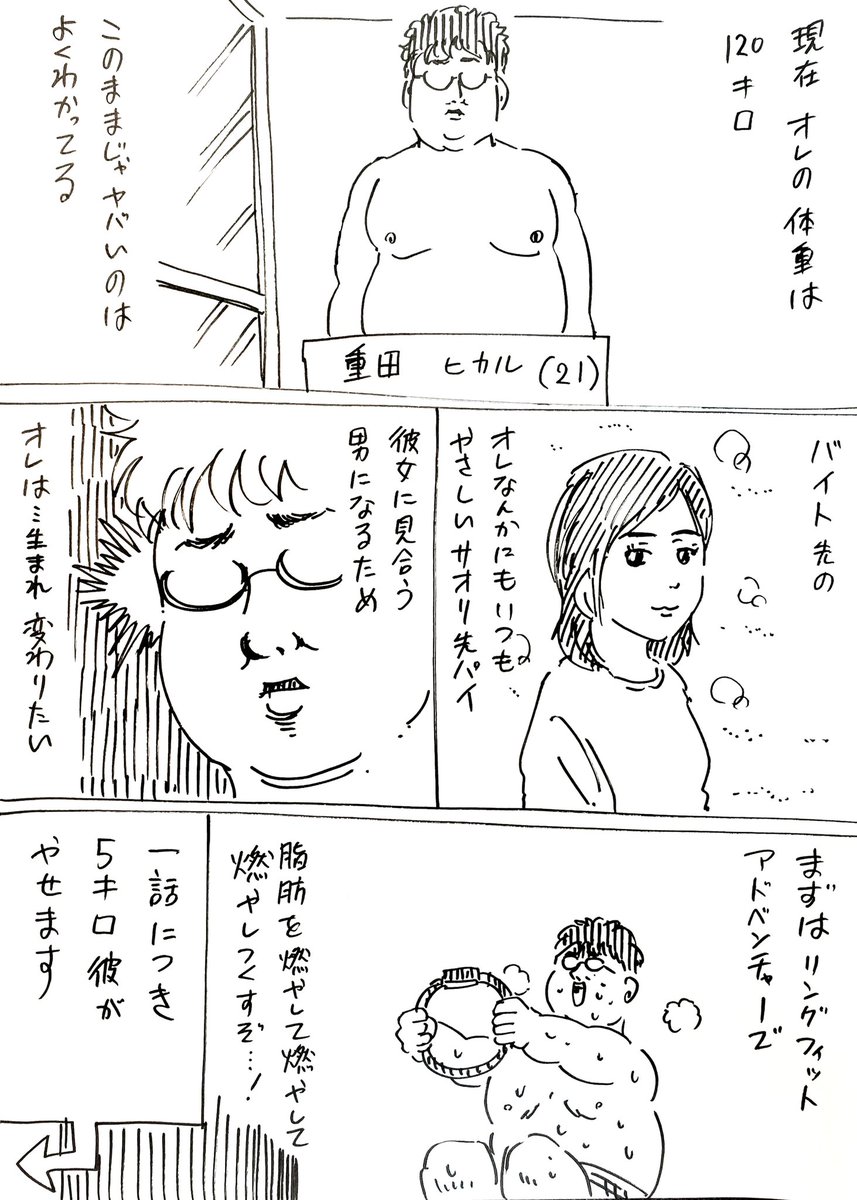 現在 オレの 体重は
120キロ
このままじゃヤバいのは
よくわかってる
重田 ヒカル (21)
バイト先の
オレなんかにもいつも
やさしい サオリ先パイ
彼女に見合う
男になるため
オレは…生まれ 変わりたい
まずは リングフィット
アドベンチャーで
脂肪を燃やして燃やして
燃やしつくすぞ…!
一話につき
5キロ 彼が
やせます